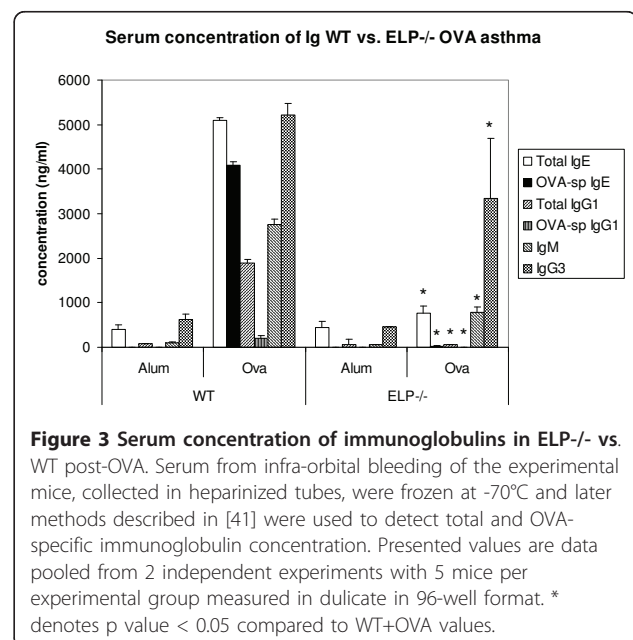 Serum concentration of Ig WT vs. ELP-/- OVA asthma
6000
5000
4000
3000
2000
1000
0
concentration (ng/ml)
* * * * * *
Alum Ova Alum Ova
WT ELP-/-
Total IgE
OVA-sp IgE
Total IgG1
OVA-sp IgG1
IgM
IgG3
Figure 3 Serum concentration of immunoglobulins in ELP-/- vs.
WT post-OVA. Serum from infra-orbital bleeding of the experimental
mice, collected in heparinized tubes, were frozen at -70°C and later
methods described in [41] were used to detect total and OVA-
specific immunoglobulin concentration. Presented values are data
pooled from 2 independent experiments with 5 mice per
experimental group measured in dulicate in 96-well format. *
denotes p value < 0.05 compared to WT+OVA values.